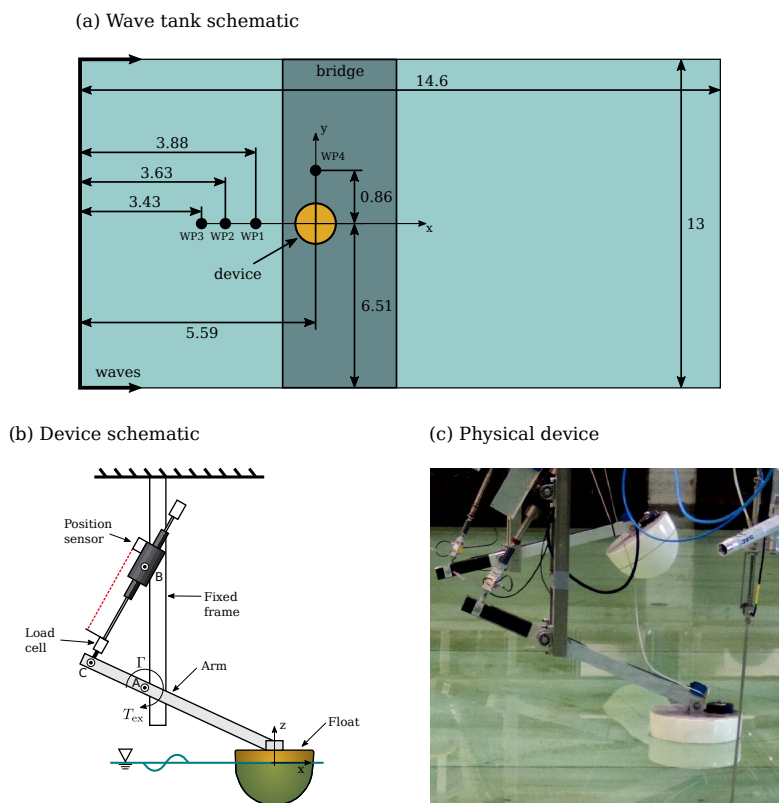 (a) Wave tank schematic
bridge
14.6
y
3.88
WP4
3.63
0.86
3.43
WP3
WP2
WP1
x
13
device
6.51
5.59
waves
(b) Device schematic
(c) Physical device
Position
sensor
B
Fixed
frame
Load
cell
C
Γ
A
Arm
T_ex
z
Float
x